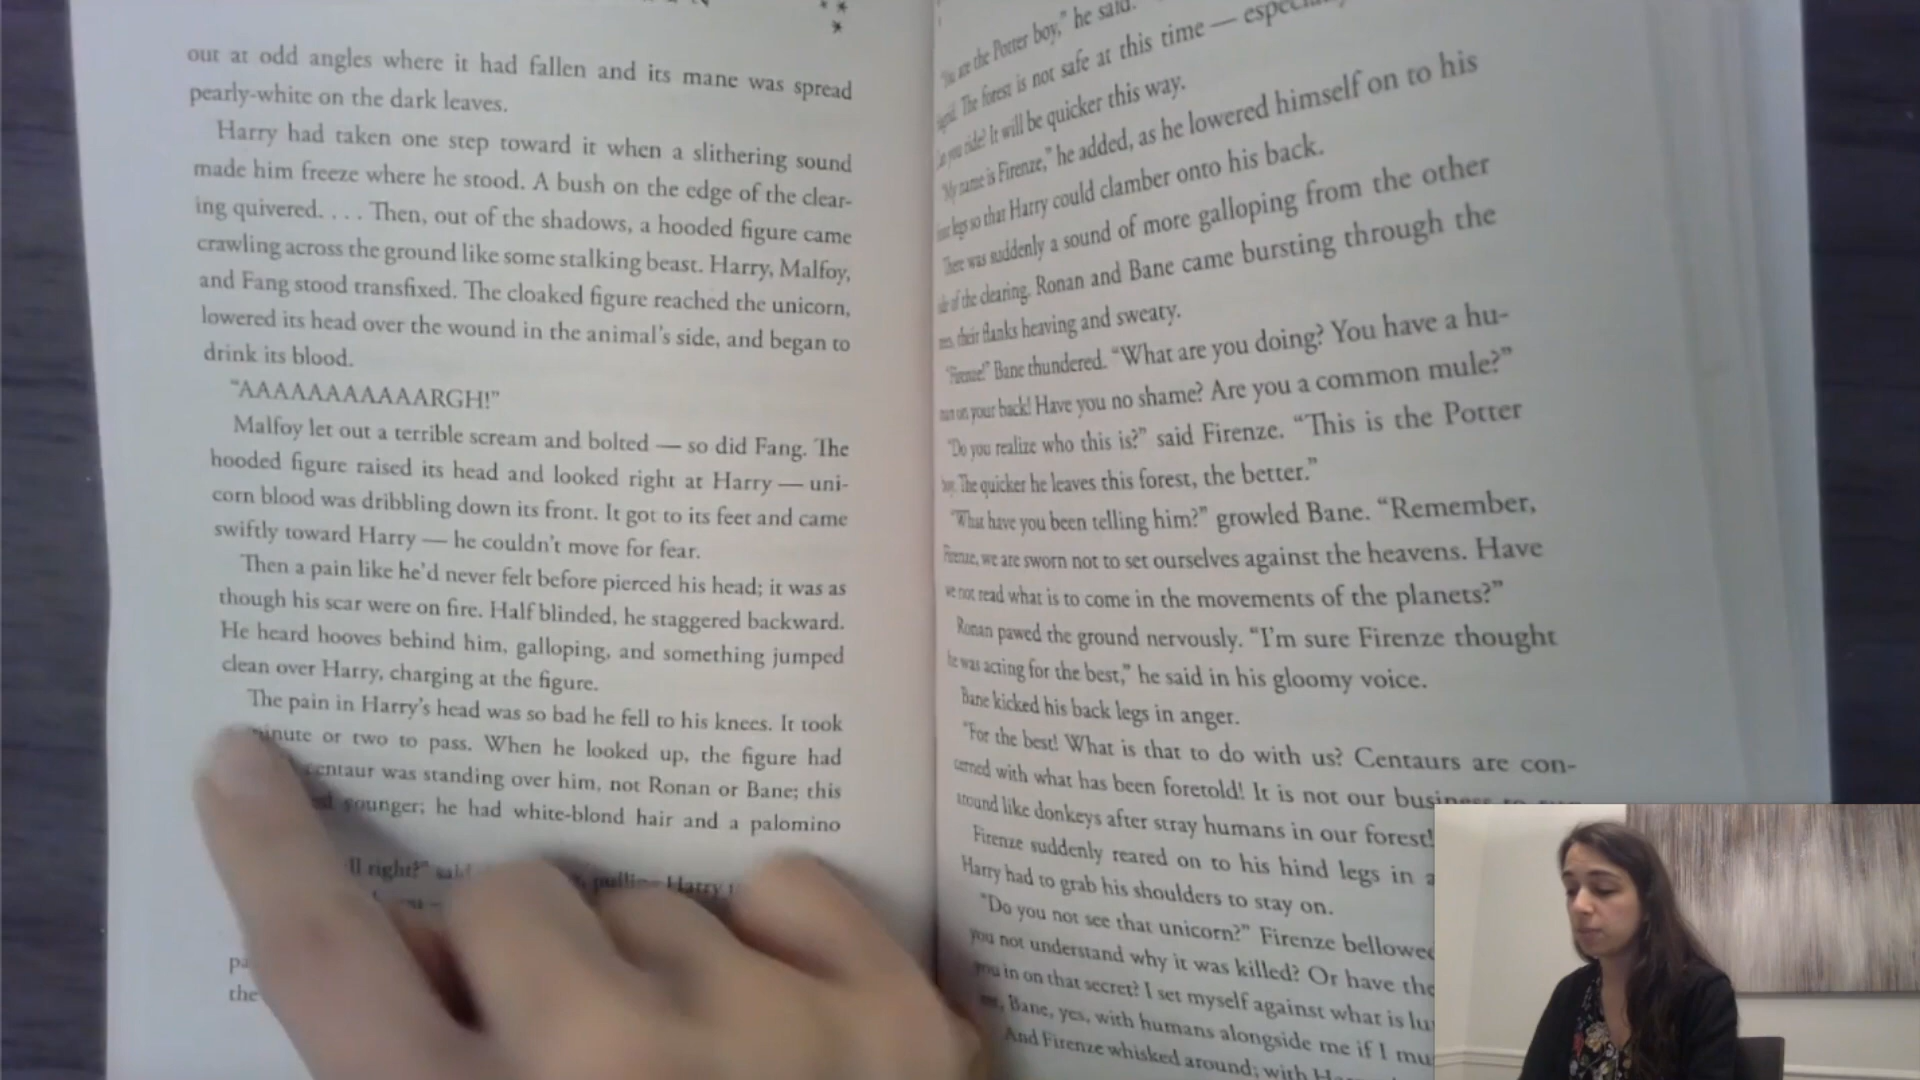 out at odd angles where it had fallen and its mane was spread
pearly-white on the dark leaves.
Harry had taken one step toward it when a slithering sound
made him freeze where he stood. A bush on the edge of the clear-
ing quivered. . . . Then, out of the shadows, a hooded figure came
crawling across the ground like some stalking beast. Harry, Malfoy,
and Fang stood transfixed. The cloaked figure reached the unicorn,
lowered its head over the wound in the animal's side, and began to
drink its blood.
"AAAAAAAAAAARGH!"
Malfoy let out a terrible scream and bolted — so did Fang. The
hooded figure raised its head and looked right at Harry — uni-
corn blood was dribbling down its front. It got to its feet and came
swiftly toward Harry — he couldn't move for fear.
Then a pain like he'd never felt before pierced his head; it was as
though his scar were on fire. Half blinded, he staggered backward.
He heard hooves behind him, galloping, and something jumped
clean over Harry, charging at the figure.
The pain in Harry's head was so bad he fell to his knees. It took
or two to pass. When he looked up, the figure had
centaur was standing over him, not Ronan or Bane; this
younger; he had white-blond hair and a palomino
right?" Harry
the
You are the Potter boy," he said.
The forest is not safe at this time —
you ride? It will be quicker this way.
"My name is Firenze," he added, as he lowered himself on to his
legs so that Harry could clamber onto his back.
There was suddenly a sound of more galloping from the other
of the clearing. Ronan and Bane came bursting through the
their flanks heaving and sweaty.
"Firenze!" Bane thundered. "What are you doing? You have a hu-
man on your back! Have you no shame? Are you a common mule?"
"Do you realize who this is?" said Firenze. "This is the Potter
boy. The quicker he leaves this forest, the better."
"What have you been telling him?" growled Bane. "Remember,
Firenze, we are sworn not to set ourselves against the heavens. Have
we not read what is to come in the movements of the planets?"
Ronan pawed the ground nervously. "I'm sure Firenze thought
he was acting for the best," he said in his gloomy voice.
Bane kicked his back legs in anger.
"For the best! What is that to do with us? Centaurs are con-
cerned with what has been foretold! It is not our business
around like donkeys after stray humans in our forest!
Firenze suddenly reared on to his hind legs in a
Harry had to grab his shoulders to stay on.
"Do you not see that unicorn?" Firenze bellowed
you not understand why it was killed? Or have the
you in on that secret? I set myself against what is lu
Bane, yes, with humans alongside me if I mu
And Firenze whisked around; with